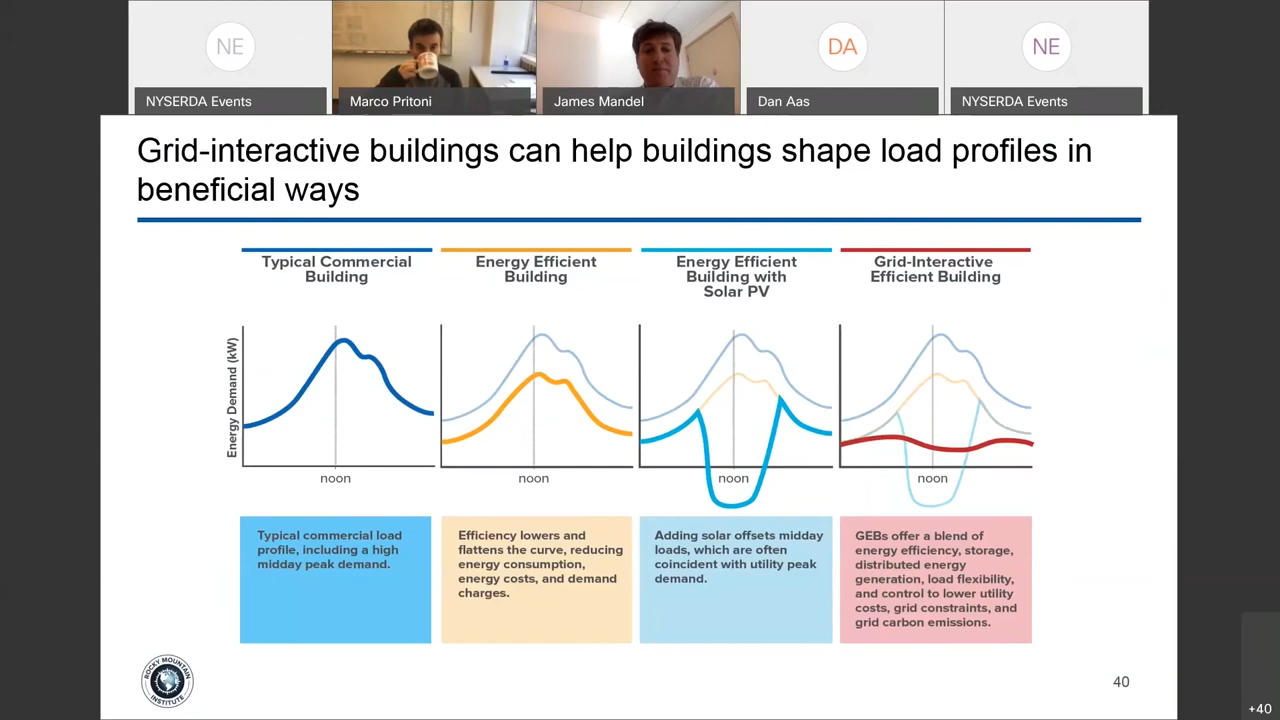 NE
DA
NE
NYSERDA Events
Marco Pritoni
James Mandel
Dan Aas
NYSERDA Events
Grid-interactive buildings can help buildings shape load profiles in
beneficial ways
Typical Commercial
Building
Energy Efficient
Building
Energy Efficient
Building with
Solar PV
Grid-Interactive
Efficient Building
Energy Demand (kW)
noon
noon
noon
noon
Typical commercial load
profile, including a high
midday peak demand.
Efficiency lowers and
flattens the curve, reducing
energy consumption,
energy costs, and demand
charges.
Adding solar offsets midday
loads, which are often
coincident with utility peak
demand.
GEBs offer a blend of
energy efficiency, storage,
distributed energy
generation, load flexibility,
and control to lower utility
costs, grid constraints, and
grid carbon emissions.
ROCKY MOUNTAIN
INSTITUTE
40
+40